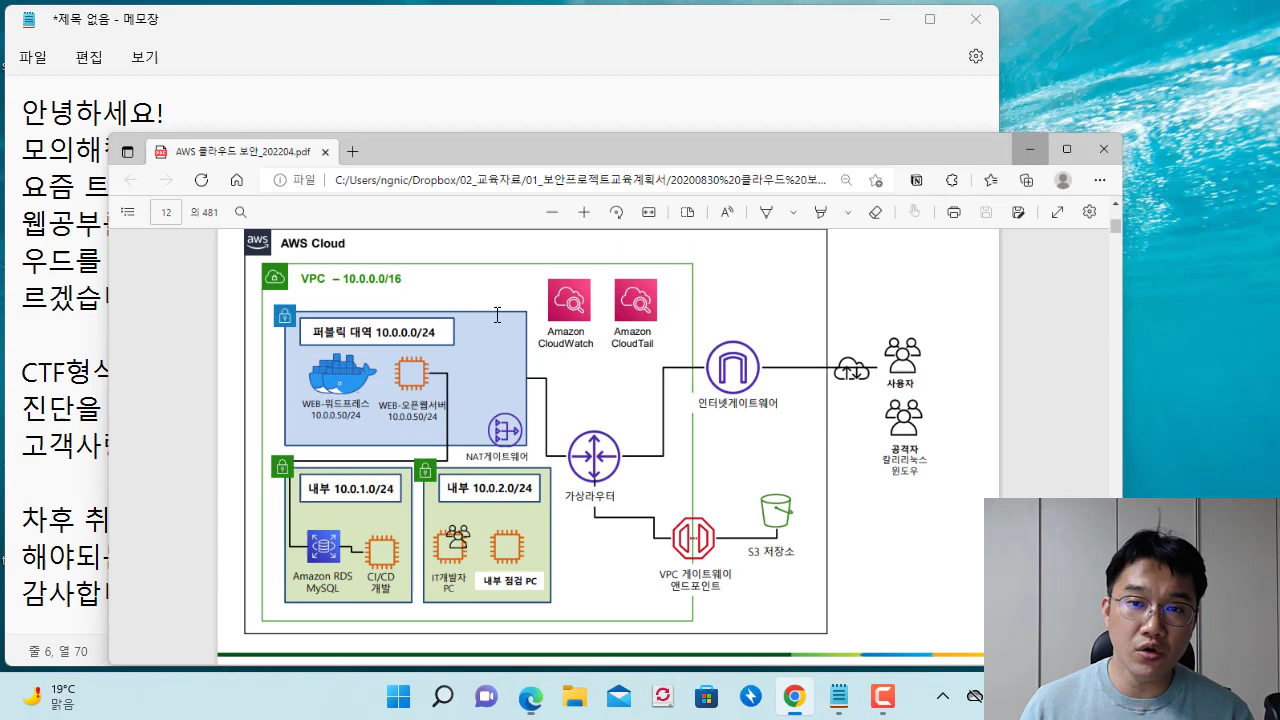 *제목 없음 - 메모장
파일 편집 보기
안녕하세요!
모의해
요즘 트
웹공부
우드를
르겠습
CTF형식
진단을
고객사
차후 취
해야되
감사합
줄 6, 열 70
AWS 클라우드 보안_202204.pdf
파일 C:/Users/ngnic/Dropbox/02_교육자료/01_보안프로젝트교육계획서/20200830%20클라우드%20보...
12 의 481
aws AWS Cloud
VPC – 10.0.0.0/16
퍼블릭 대역 10.0.0.0/24
WEB-워드프레스
10.0.0.50/24
WEB-오픈웹서버
10.0.0.50/24
NAT게이트웨이
Amazon
CloudWatch
Amazon
CloudTail
인터넷게이트웨이
사용자
공격자
칼리리눅스
윈도우
가상라우터
내부 10.0.1.0/24
내부 10.0.2.0/24
Amazon RDS
MySQL
CI/CD
개발
IT개발자
PC
내부 점검 PC
VPC 게이트웨이
앤드포인트
S3 저장소
19°C
맑음